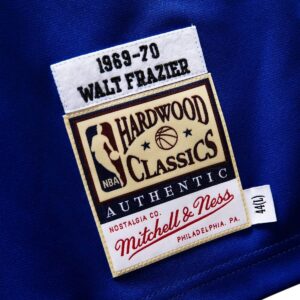 1969-70
WALT FRAZIER
HARDWOOD
NBA
CLASSICS
AUTHENTIC
NOSTALGIA CO.
Mitchell & Ness
PHILADELPHIA, PA.
44(L)